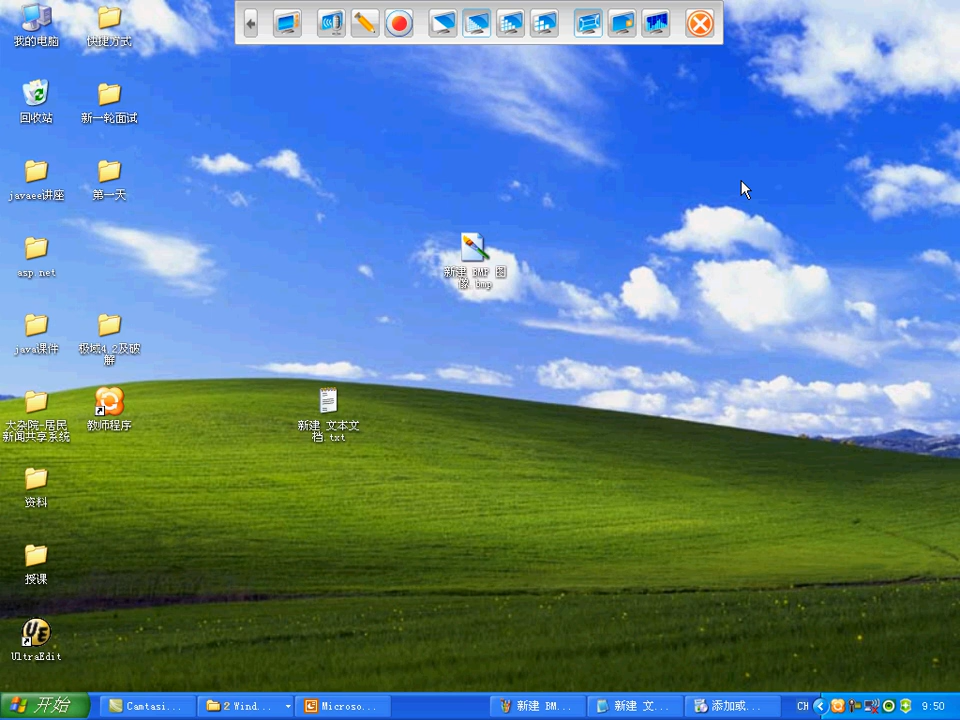 我的电脑
快捷方式
回收站
新一轮面试
javaee讲座
第一天
asp.net
新建 BMP 图
像.bmp
java课件
极域4.2及破
解
大杂院-居民
新闻共享系统
教师程序
新建 文本文
档.txt
资料
授课
UltraEdit
开始
Camtasi...
2 Wind...
Microso...
新建 BM...
新建 文...
添加或...
CH
9:50